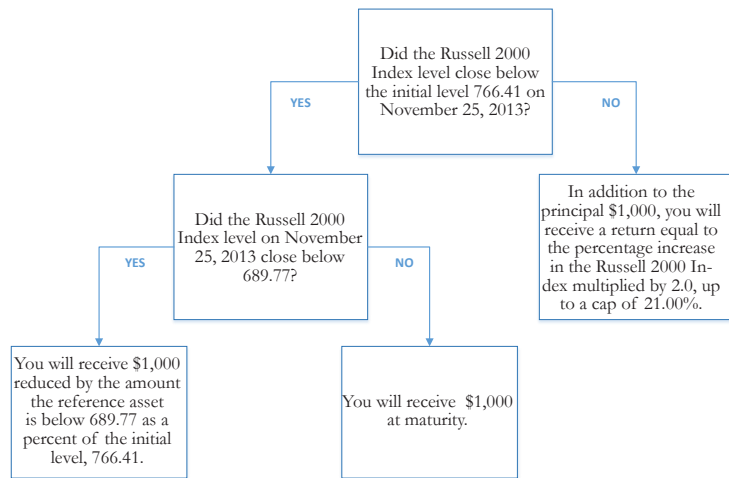 Did the Russell 2000
Index level close below
the initial level 766.41 on
November 25, 2013?
YES
NO
Did the Russell 2000
Index level on November
25, 2013 close below
689.77?
In addition to the
principal $1,000, you will
receive a return equal to
the percentage increase
in the Russell 2000 In-
dex multiplied by 2.0, up
to a cap of 21.00%.
YES
NO
You will receive $1,000
reduced by the amount
the reference asset
is below 689.77 as a
percent of the initial
level, 766.41.
You will receive $1,000
at maturity.